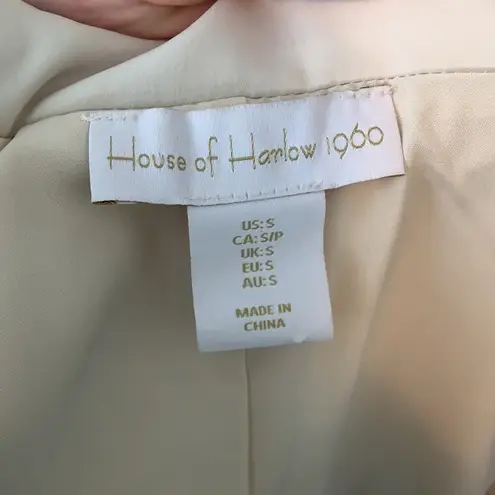 House of Harlow 1960
US:S
CA:S/P
UK:S
EU:S
AU:S
MADE IN
CHINA